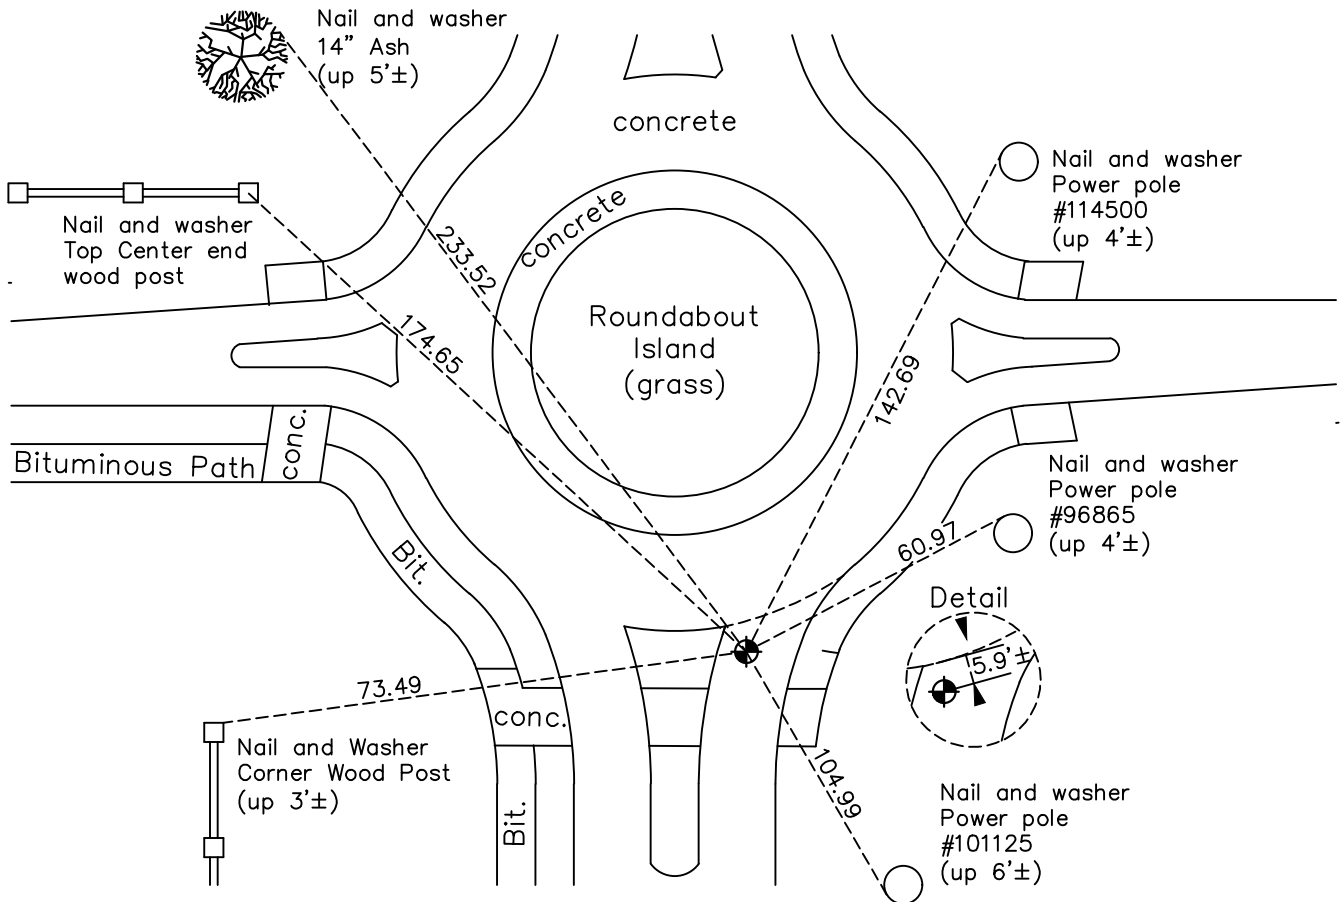 Nail and washer
14” Ash
(up 5'±)
concrete
Nail and washer
Power pole
#114500
(up 4'±)
Nail and washer
Top Center end
wood post
concrete
233.52
174.65
Roundabout
Island
(grass)
142.69
conc.
Bituminous Path
Nail and washer
Power pole
#96865
(up 4'±)
60.97
Bit.
Detail
5.9'±
73.49
conc.
Nail and Washer
Corner Wood Post
(up 3'±)
104.99
Bit.
Nail and washer
Power pole
#101125
(up 6'±)